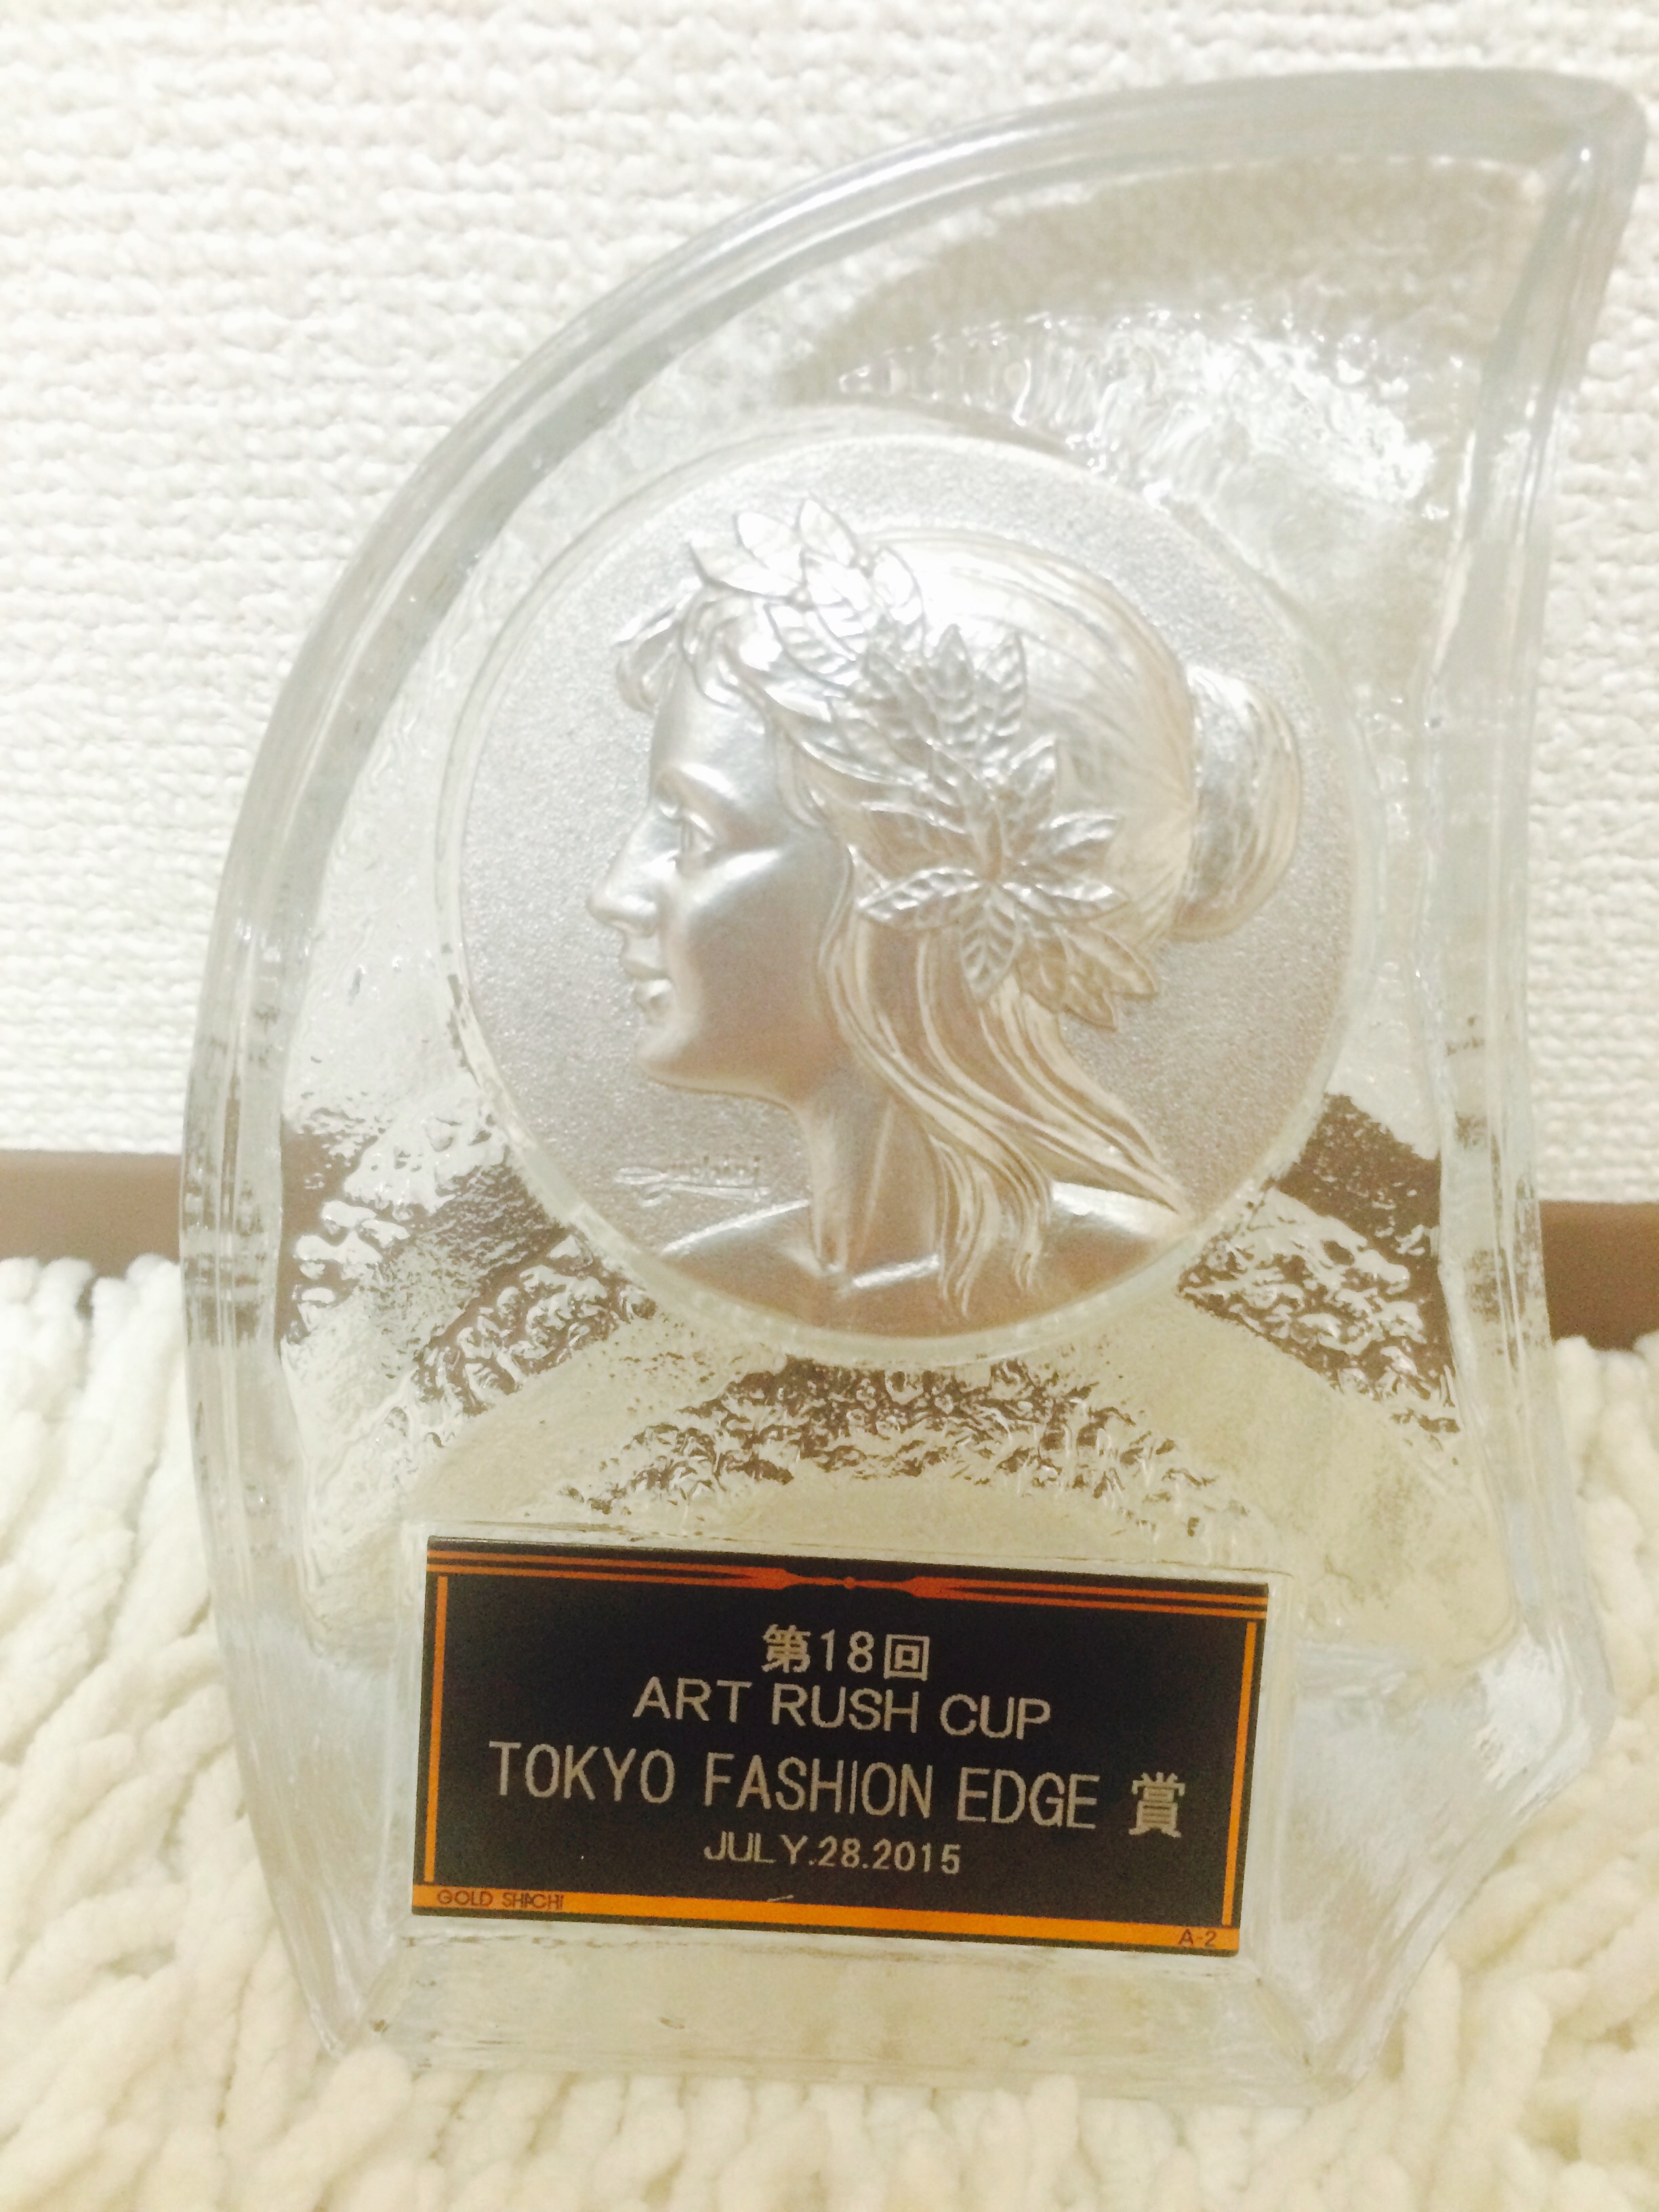 第18回
ART RUSH CUP
TOKYO FASHION EDGE 賞
JULY.28.2015
GOLD SHACHI
A-2